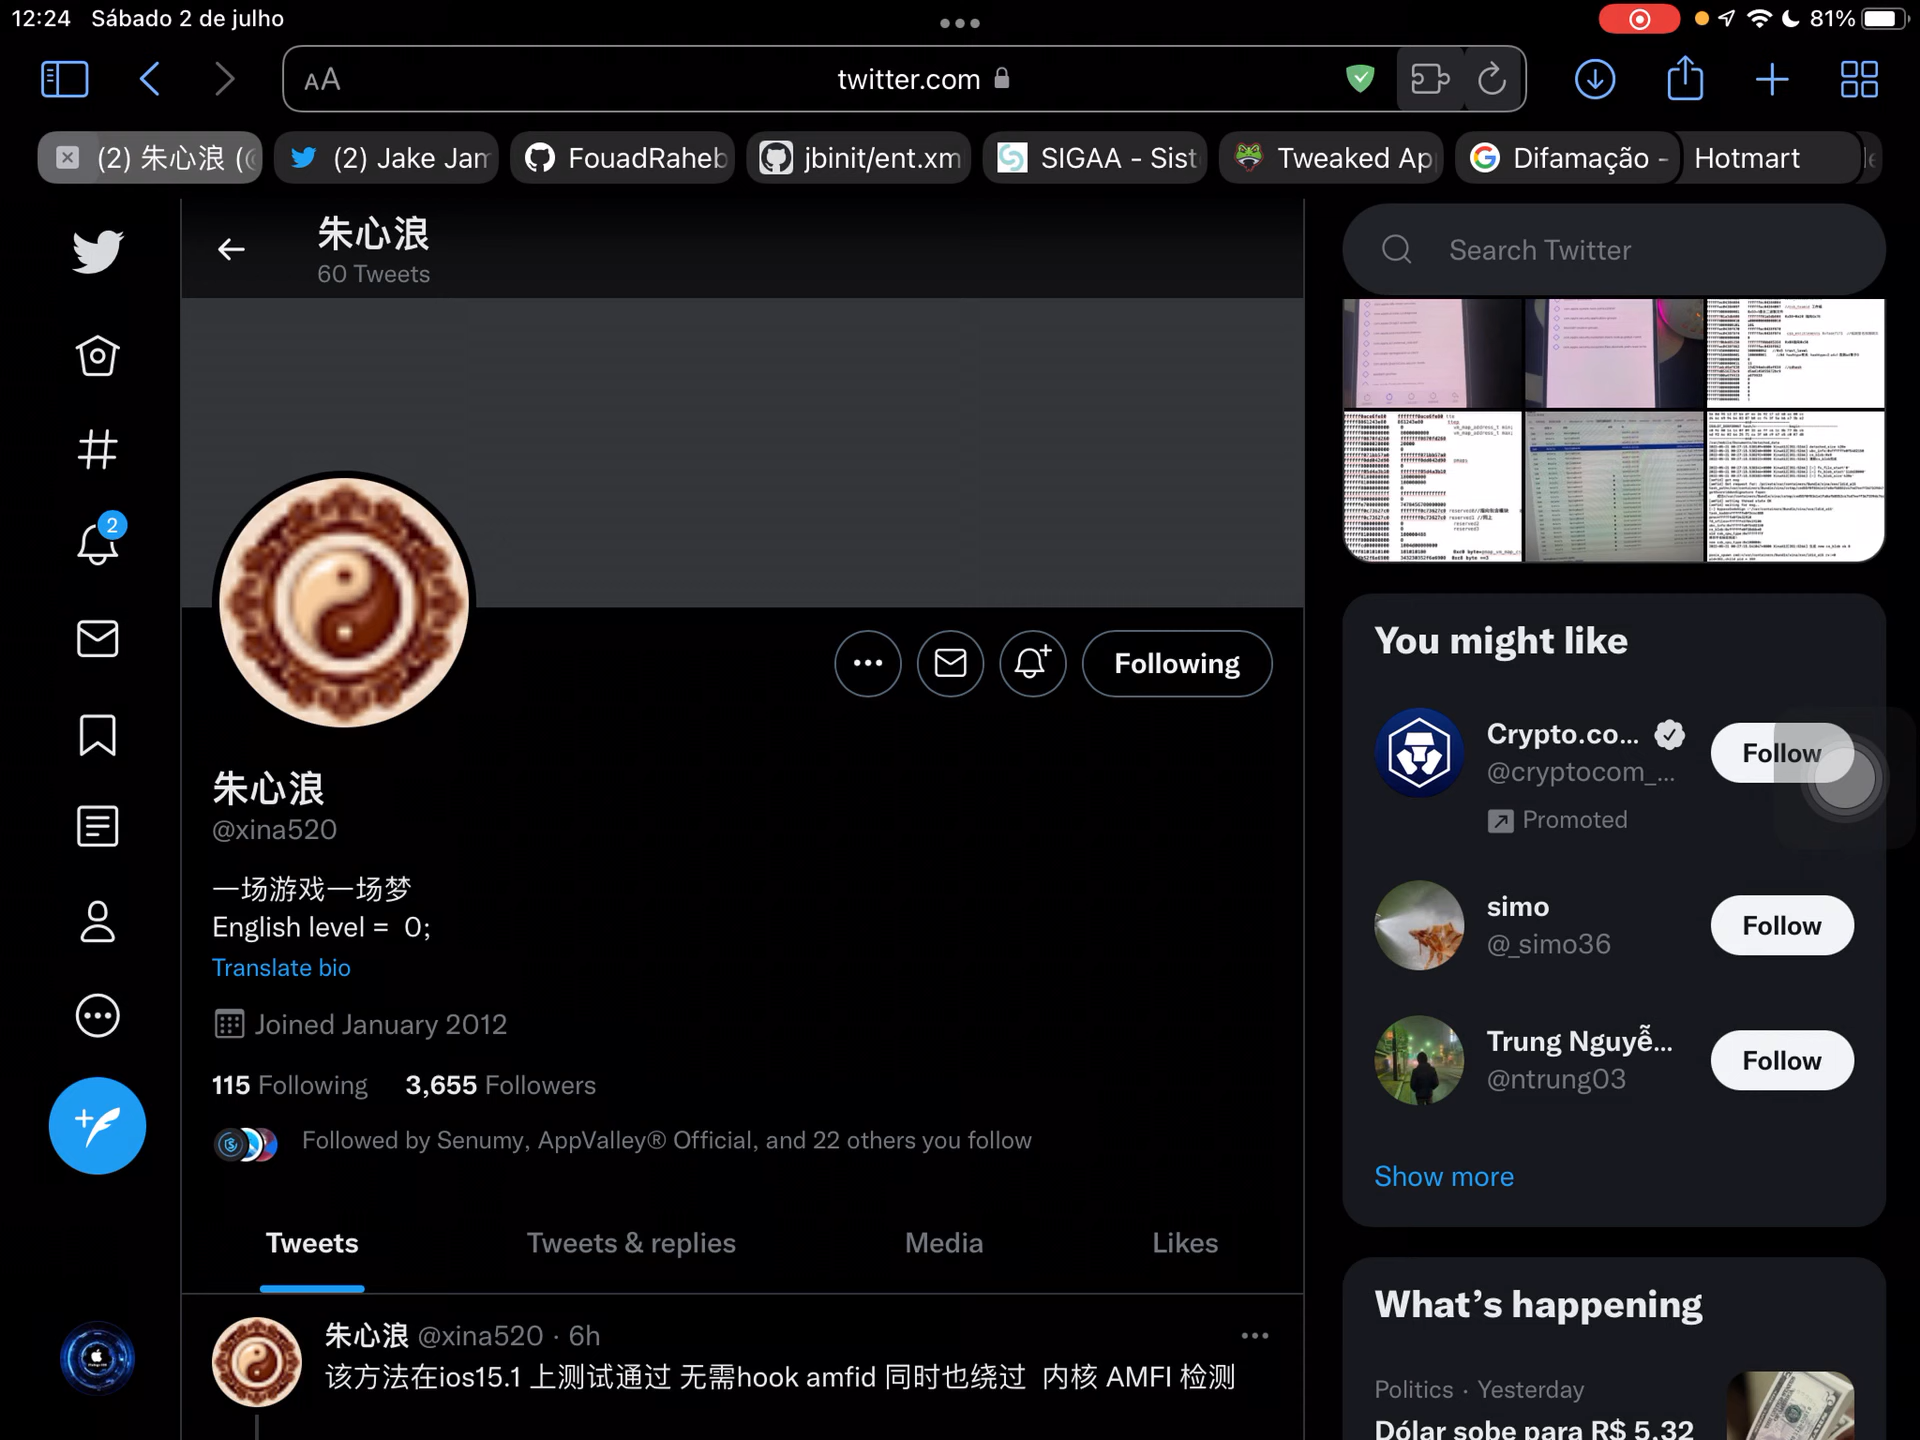 12:24 Sábado 2 de julho
81%
AA
twitter.com
(2) 朱心浪 (@
(2) Jake Jam
FouadRaheb
jbinit/ent.xm
SIGAA - Sist
Tweaked Ap
Difamação -
Hotmart
朱心浪
60 Tweets
Search Twitter
2
Following
朱心浪
@xina520
一场游戏一场梦
English level = 0;
Translate bio
Joined January 2012
115 Following 3,655 Followers
Followed by Senumy, AppValley® Official, and 22 others you follow
Tweets
Tweets & replies
Media
Likes
朱心浪 @xina520 · 6h
该方法在ios15.1 上测试通过 无需hook amfid 同时也绕过 内核 AMFI 检测
You might like
Crypto.co...
@cryptocom_...
Follow
Promoted
simo
@_simo36
Follow
Trung Nguyễ...
@ntrung03
Follow
Show more
What's happening
Politics · Yesterday
Dólar sobe para R$ 5,32